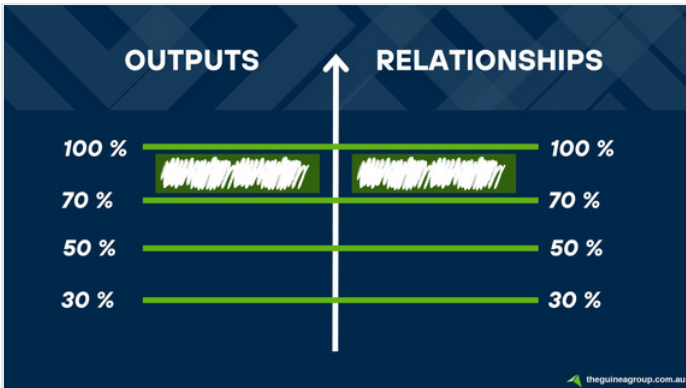 OUTPUTS RELATIONSHIPS
100 % 100 %
70 % 70 %
50 % 50 %
30 % 30 %
theguineagroup.com.au